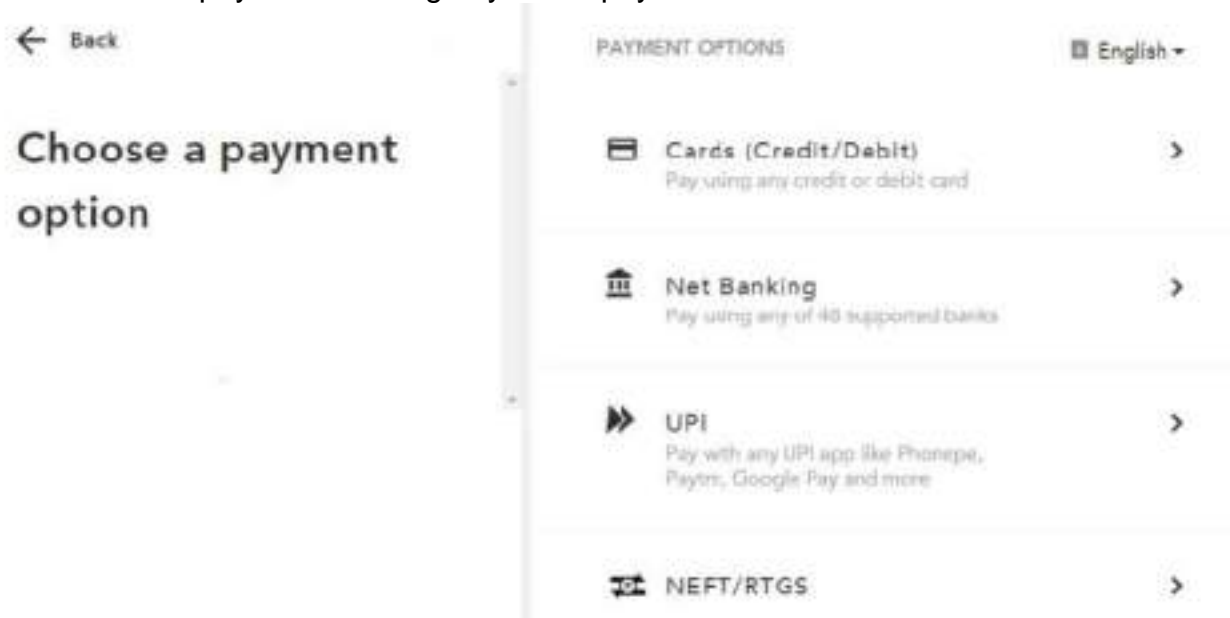 Back
Choose a payment
option
PAYMENT OPTIONS
English
Cards (Credit/Debit)
Pay using any credit or debit card
Net Banking
Pay using any of supported banks
UPI
Pay with any UPI app like Phonepe,
Paytm, Google Pay and more
NEFT/RTGS